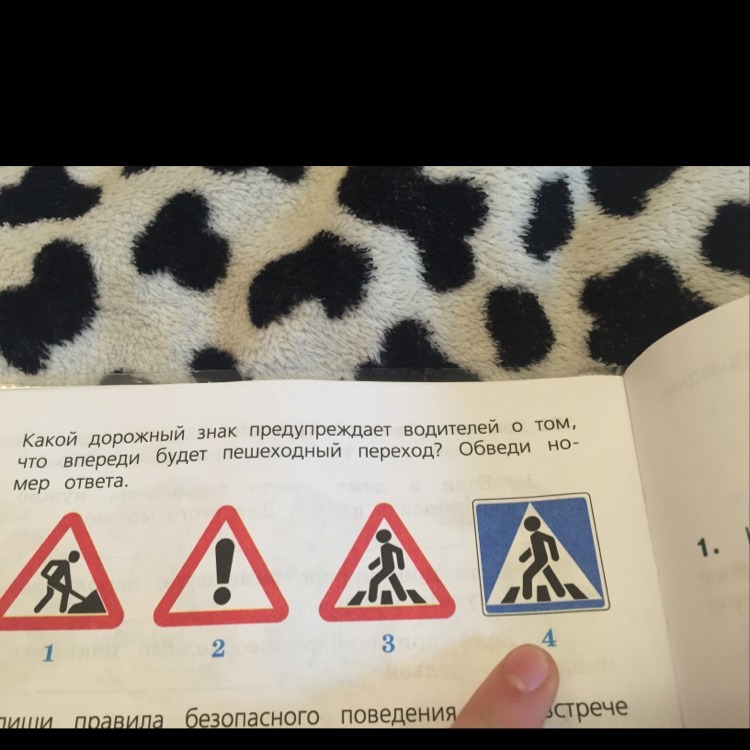 Какой дорожный знак предупреждает водителей о том,
что впереди будет пешеходный переход? Обведи но-
мер ответа.
1 2 3 4
правила безопасного поведения встрече
1.